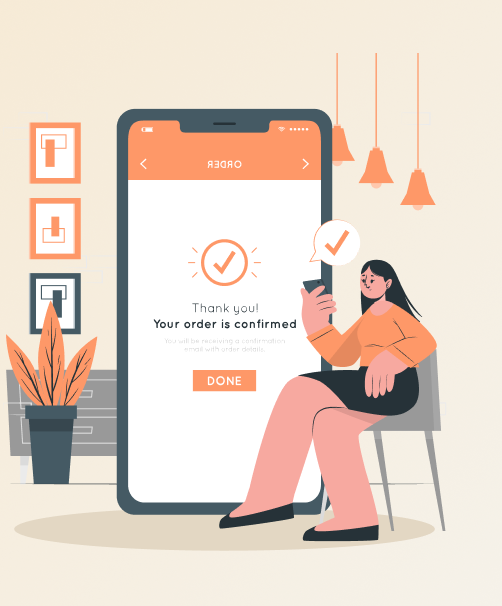 ORDER
Thank you!
Your order is confirmed
You will be receiving a confirmation
email with order details.
DONE